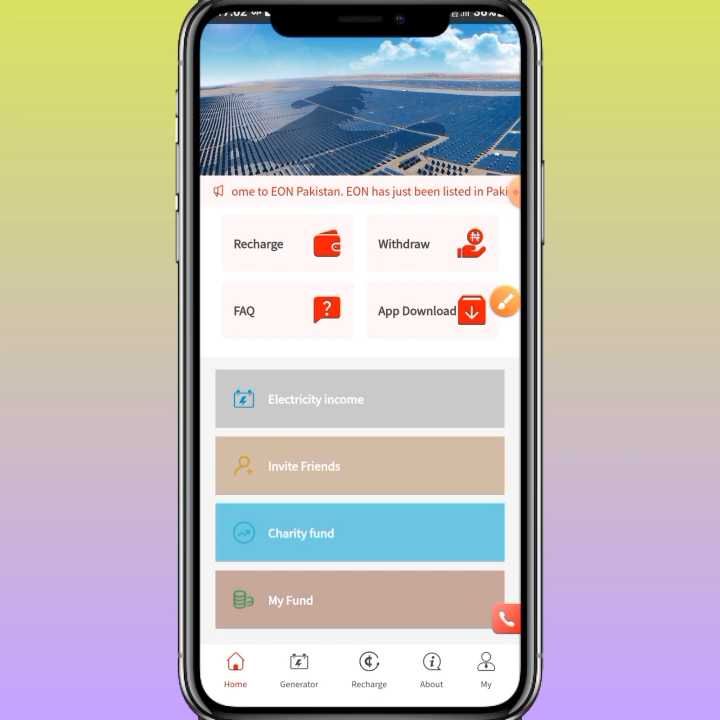 ome to EON Pakistan. EON has just been listed in Paki
Recharge
Withdraw
FAQ
App Download
Electricity income
Invite Friends
Charity fund
My Fund
Home
Generator
Recharge
About
My